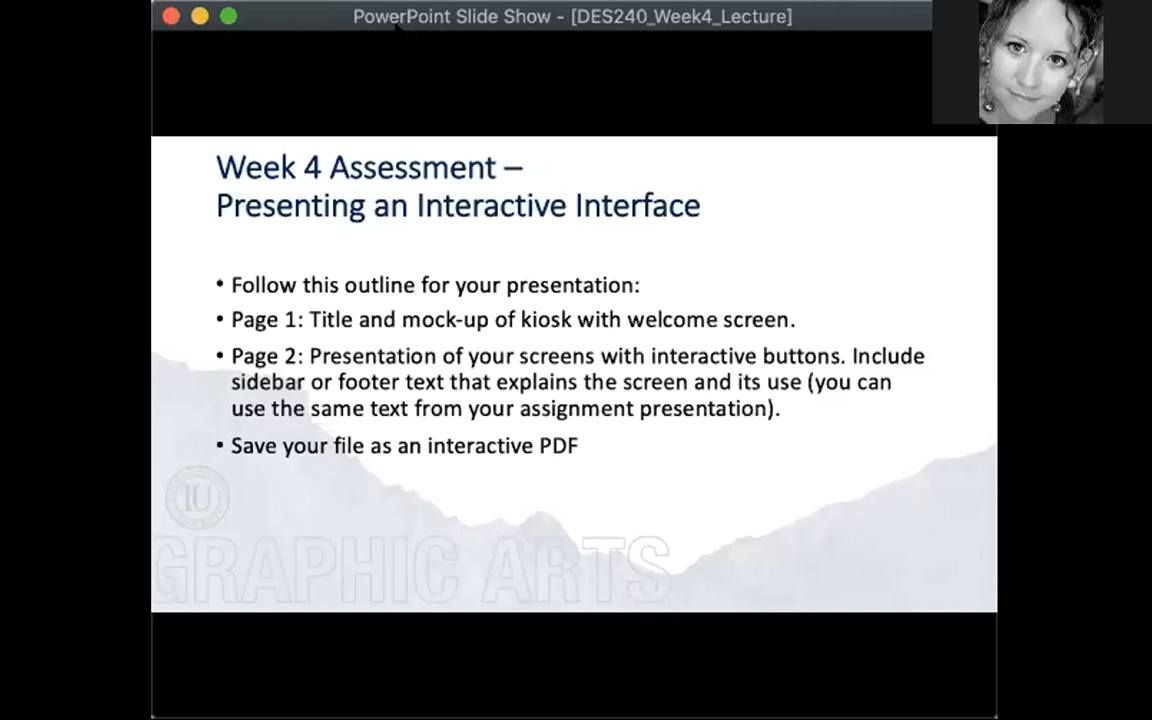 PowerPoint Slide Show - [DES240_Week4_Lecture]
Week 4 Assessment –
Presenting an Interactive Interface
• Follow this outline for your presentation:
• Page 1: Title and mock-up of kiosk with welcome screen.
• Page 2: Presentation of your screens with interactive buttons. Include
sidebar or footer text that explains the screen and its use (you can
use the same text from your assignment presentation).
• Save your file as an interactive PDF
IU
GRAPHIC ARTS